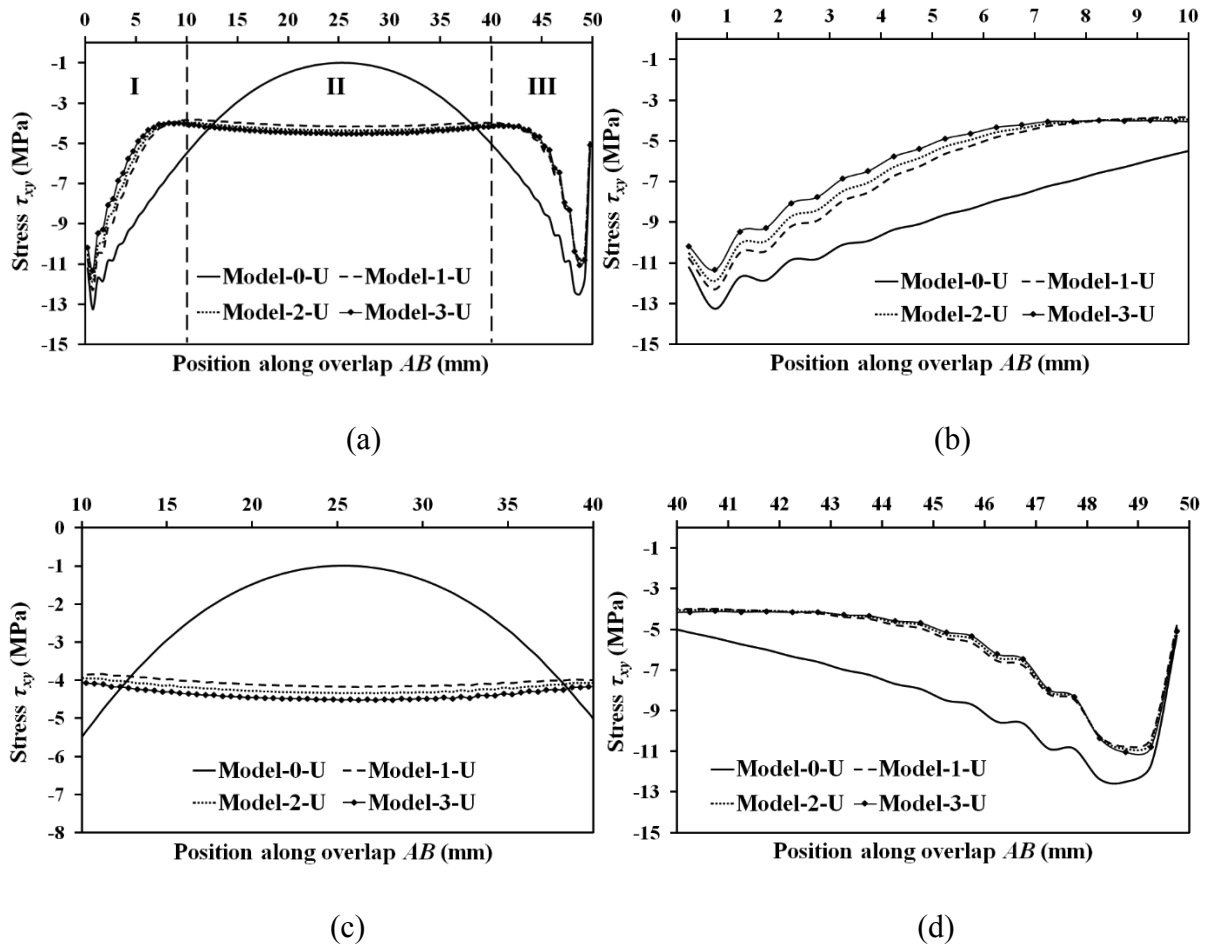 0 5 10 15 20 25 30 35 40 45 50
-1
-3
-5
-7
-9
-11
-13
-15
Stress τxy (MPa)
I II III
Model-0-U Model-1-U
Model-2-U Model-3-U
Position along overlap AB (mm)
(a)
0 1 2 3 4 5 6 7 8 9 10
-1
-3
-5
-7
-9
-11
-13
-15
Stress τxy (MPa)
Model-0-U Model-1-U
Model-2-U Model-3-U
Position along overlap AB (mm)
(b)
10 15 20 25 30 35 40
0
-1
-2
-3
-4
-5
-6
-7
-8
Stress τxy (MPa)
Model-0-U Model-1-U
Model-2-U Model-3-U
Position along overlap AB (mm)
(c)
40 41 42 43 44 45 46 47 48 49 50
-1
-3
-5
-7
-9
-11
-13
-15
Stress τxy (MPa)
Model-0-U Model-1-U
Model-2-U Model-3-U
Position along overlap AB (mm)
(d)